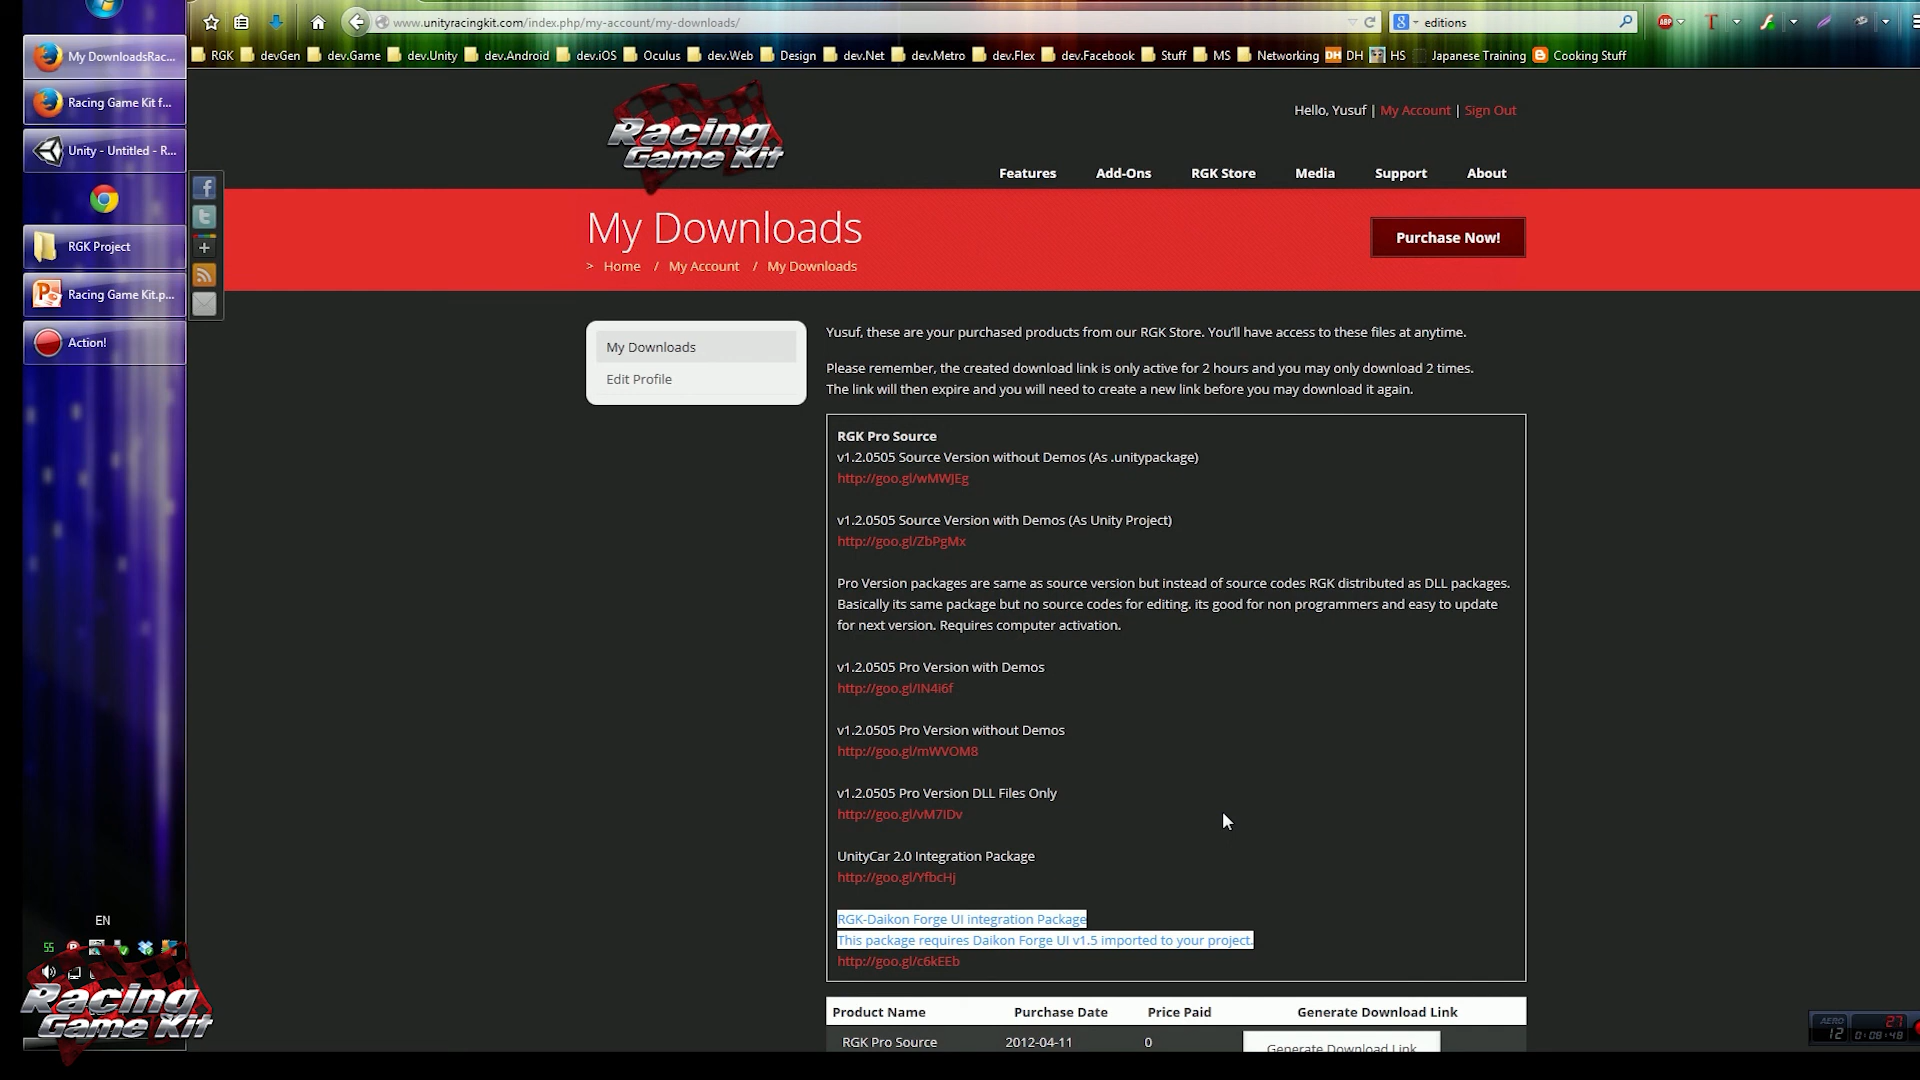 www.unityracingkit.com/index.php/my-account/my-downloads/
editions
My DownloadsRac...
RGK
devGen
dev.Game
dev.Unity
dev.Android
dev.iOS
Oculus
dev.Web
Design
dev.Net
dev.Metro
dev.Flex
dev.Facebook
Stuff
MS
Networking
DH
HS
Japanese Training
Cooking Stuff
Racing Game Kit f...
Unity - Untitled - R...
RGK Project
Racing Game Kit.p...
Action!
Racing
Game Kit
Hello, Yusuf | My Account | Sign Out
Features
Add-Ons
RGK Store
Media
Support
About
My Downloads
> Home / My Account / My Downloads
Purchase Now!
My Downloads
Edit Profile
Yusuf, these are your purchased products from our RGK Store. You'll have access to these files at anytime.
Please remember, the created download link is only active for 2 hours and you may only download 2 times.
The link will then expire and you will need to create a new link before you may download it again.
RGK Pro Source
v1.2.0505 Source Version without Demos (As .unitypackage)
http://goo.gl/wMWJEg
v1.2.0505 Source Version with Demos (As Unity Project)
http://goo.gl/ZbPgMx
Pro Version packages are same as source version but instead of source codes RGK distributed as DLL packages.
Basically its same package but no source codes for editing. its good for non programmers and easy to update
for next version. Requires computer activation.
v1.2.0505 Pro Version with Demos
http://goo.gl/IN4i6f
v1.2.0505 Pro Version without Demos
http://goo.gl/mWVOM8
v1.2.0505 Pro Version DLL Files Only
http://goo.gl/vM7IDv
UnityCar 2.0 Integration Package
http://goo.gl/YfbcHj
RGK-Daikon Forge UI integration Package
This package requires Daikon Forge UI v1.5 imported to your project.
http://goo.gl/c6kEEb
Product Name
Purchase Date
Price Paid
Generate Download Link
RGK Pro Source
2012-04-11
0
Generate Download Link
EN
55
Racing
Game Kit
AERO
12
27
0:08:48